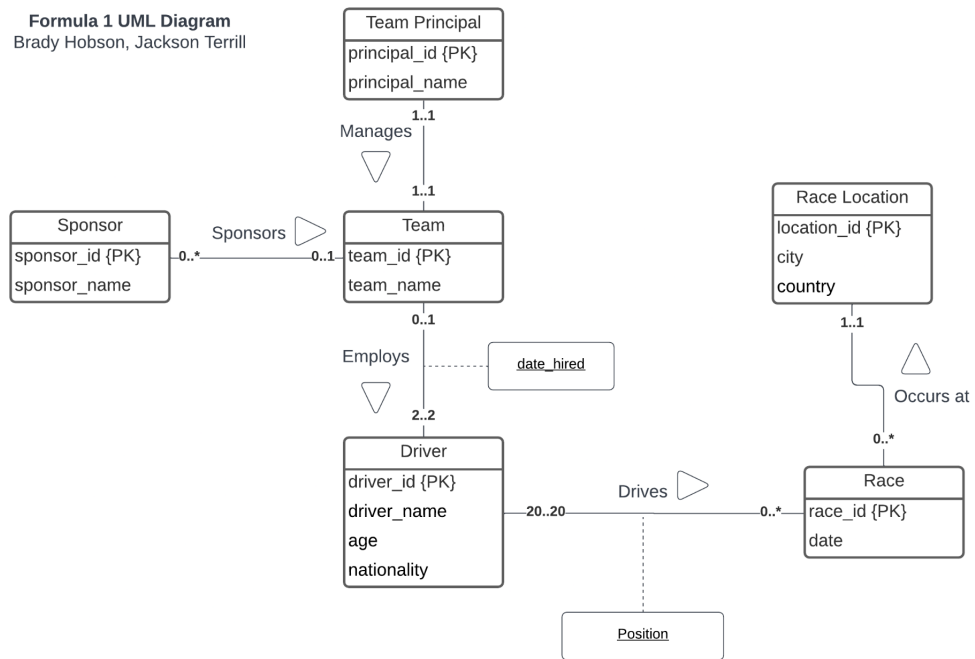 Formula 1 UML Diagram
Brady Hobson, Jackson Terrill
Team Principal
principal_id {PK}
principal_name
1..1
Manages
1..1
Sponsor
sponsor_id {PK}
sponsor_name
0..*
Sponsors
0..1
Team
team_id {PK}
team_name
0..1
Employs
date_hired
2..2
Driver
driver_id {PK}
driver_name
age
nationality
20..20
Drives
0..*
Position
Race Location
location_id {PK}
city
country
1..1
Occurs at
0..*
Race
race_id {PK}
date